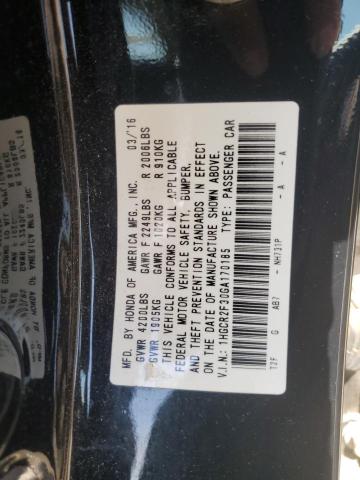 MFD. BY HONDA OF AMERICA MFG., INC. 03/16
GVWR 4200LBS GAWR F 2249LBS R 2006LBS
GVWR 1905KG GAWR F 1020KG R 910KG
THIS VEHICLE CONFORMS TO ALL APPLICABLE
FEDERAL MOTOR VEHICLE SAFETY, BUMPER,
AND THEFT PREVENTION STANDARDS IN EFFECT
ON THE DATE OF MANUFACTURE SHOWN ABOVE.
V.I.N.: 1HGCR2F30GA170185 TYPE: PASSENGER CAR
T2F G AB7 - NH731P - A - A